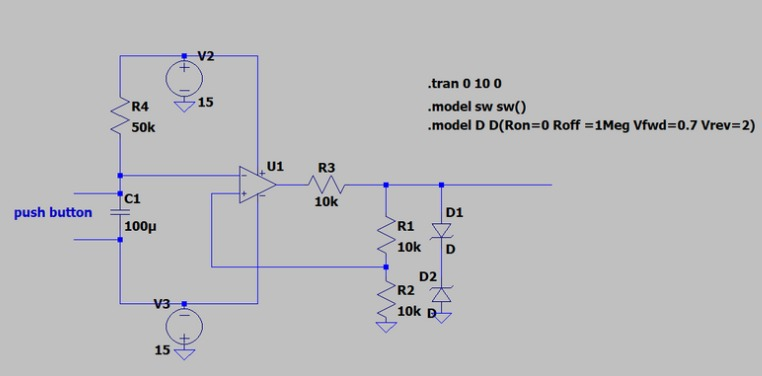 V2
15
R4
50k
.tran 0 10 0
.model sw sw()
.model D D(Ron=0 Roff =1Meg Vfwd=0.7 Vrev=2)
U1
R3
10k
C1
100µ
push button
R1
10k
D1
D
D2
D
R2
10k
V3
15